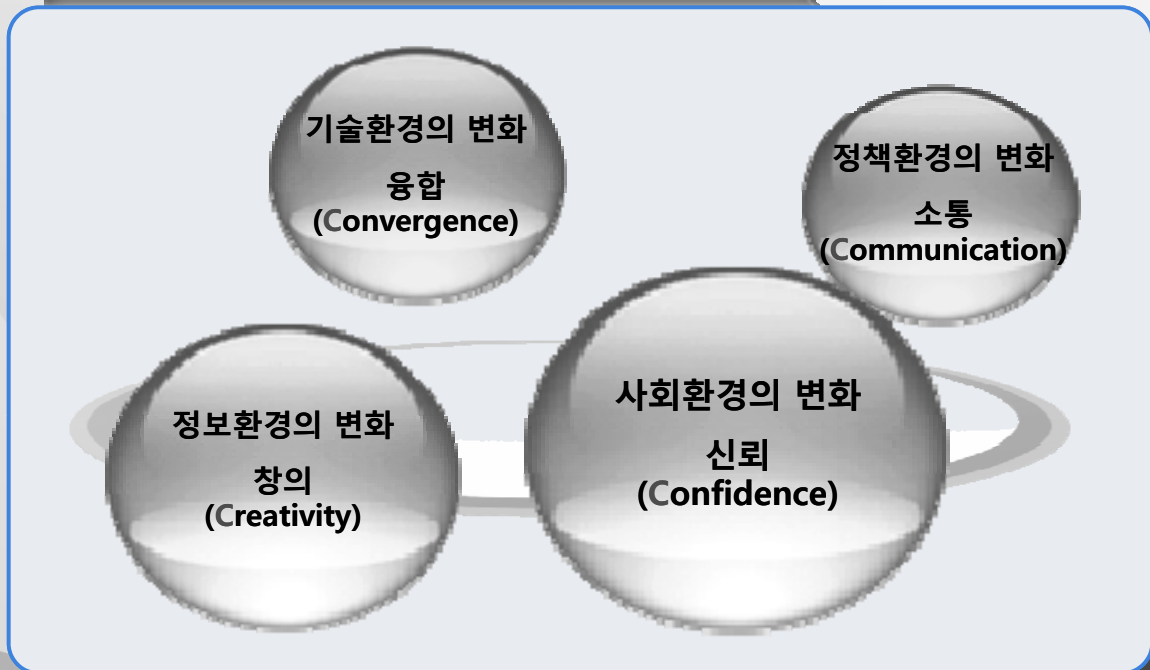 기술환경의 변화
융합
(Convergence)
정책환경의 변화
소통
(Communication)
정보환경의 변화
창의
(Creativity)
사회환경의 변화
신뢰
(Confidence)